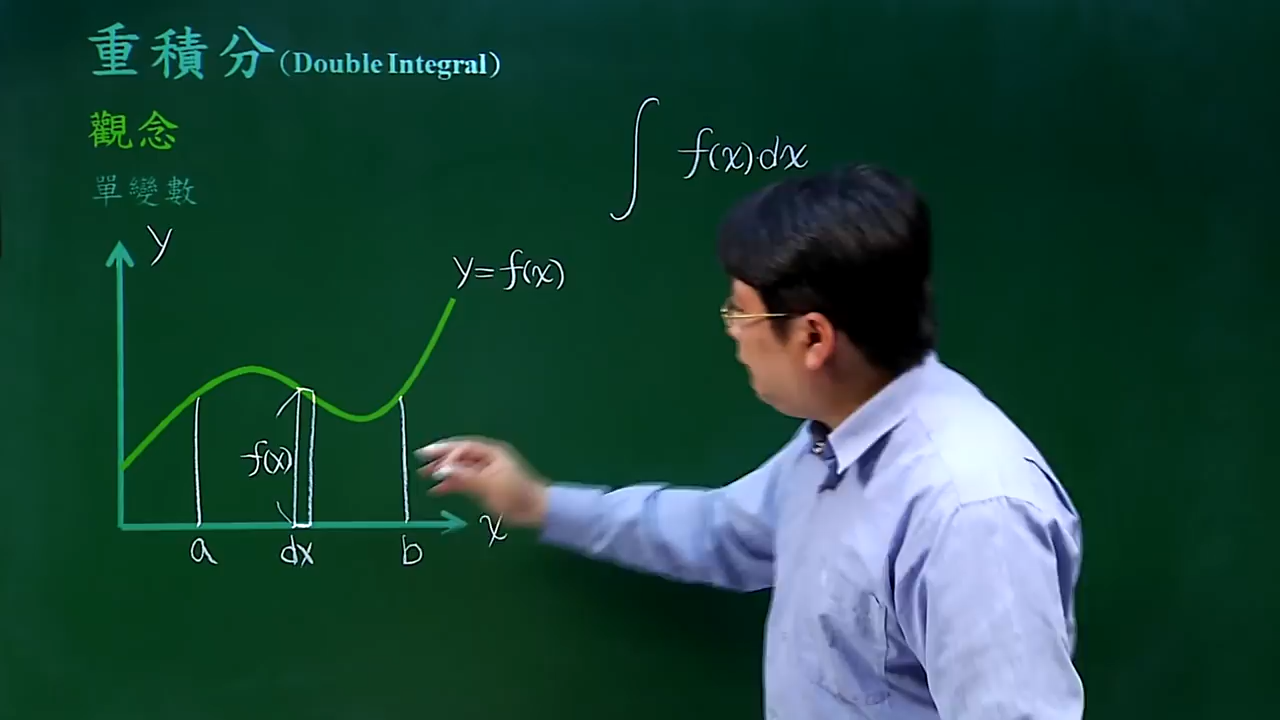 重積分(Double Integral)
觀念
單變數
∫ f(x)·dx
y
y=f(x)
f(x)
x
a dx b